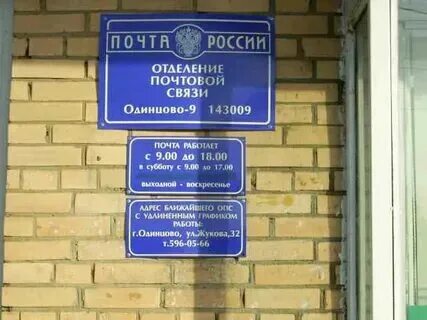 ПОЧТА РОССИИ
ОТДЕЛЕНИЕ
ПОЧТОВОЙ
СВЯЗИ
Одинцово-9 143009
ПОЧТА РАБОТАЕТ
с 9.00 до 18.00
в субботу с 9.00 до 17.00
выходной - воскресенье
АДРЕС БЛИЖАЙШЕГО ОПС
С УДЛИНЕННЫМ ГРАФИКОМ
РАБОТЫ:
г.Одинцово, ул.Жукова,32
т.596-05-66